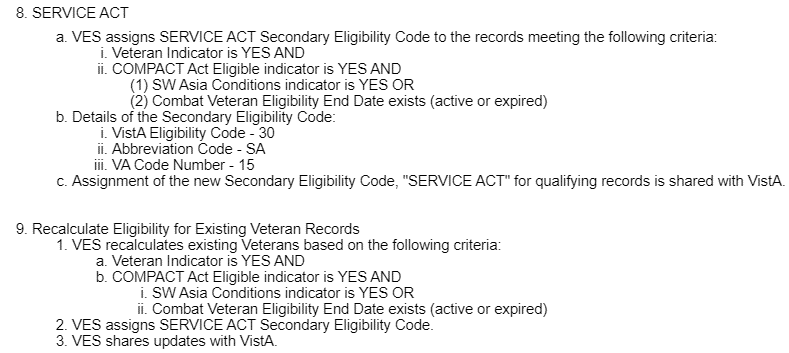 8. SERVICE ACT
a. VES assigns SERVICE ACT Secondary Eligibility Code to the records meeting the following criteria:
i. Veteran Indicator is YES AND
ii. COMPACT Act Eligible indicator is YES AND
(1) SW Asia Conditions indicator is YES OR
(2) Combat Veteran Eligibility End Date exists (active or expired)
b. Details of the Secondary Eligibility Code:
i. VistA Eligibility Code - 30
ii. Abbreviation Code - SA
iii. VA Code Number - 15
c. Assignment of the new Secondary Eligibility Code, "SERVICE ACT" for qualifying records is shared with VistA.
9. Recalculate Eligibility for Existing Veteran Records
1. VES recalculates existing Veterans based on the following criteria:
a. Veteran Indicator is YES AND
b. COMPACT Act Eligible indicator is YES AND
i. SW Asia Conditions indicator is YES OR
ii. Combat Veteran Eligibility End Date exists (active or expired)
2. VES assigns SERVICE ACT Secondary Eligibility Code.
3. VES shares updates with VistA.